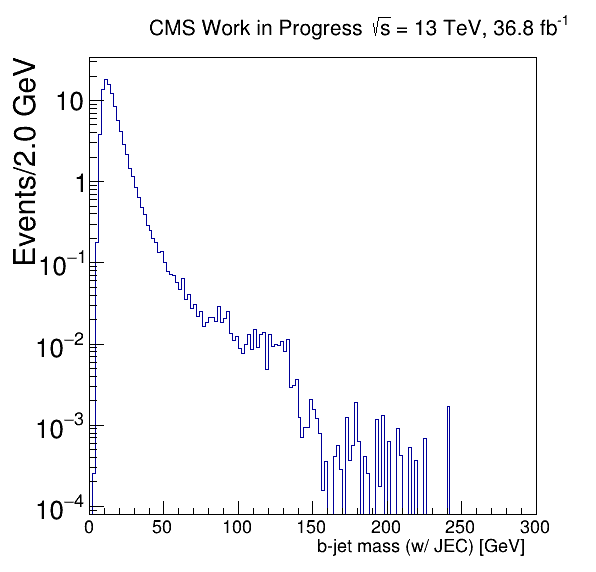 CMS Work in Progress √s = 13 TeV, 36.8 fb⁻¹
Events/2.0 GeV
10
1
10⁻¹
10⁻²
10⁻³
10⁻⁴
0 50 100 150 200 250 300
b-jet mass (w/ JEC) [GeV]